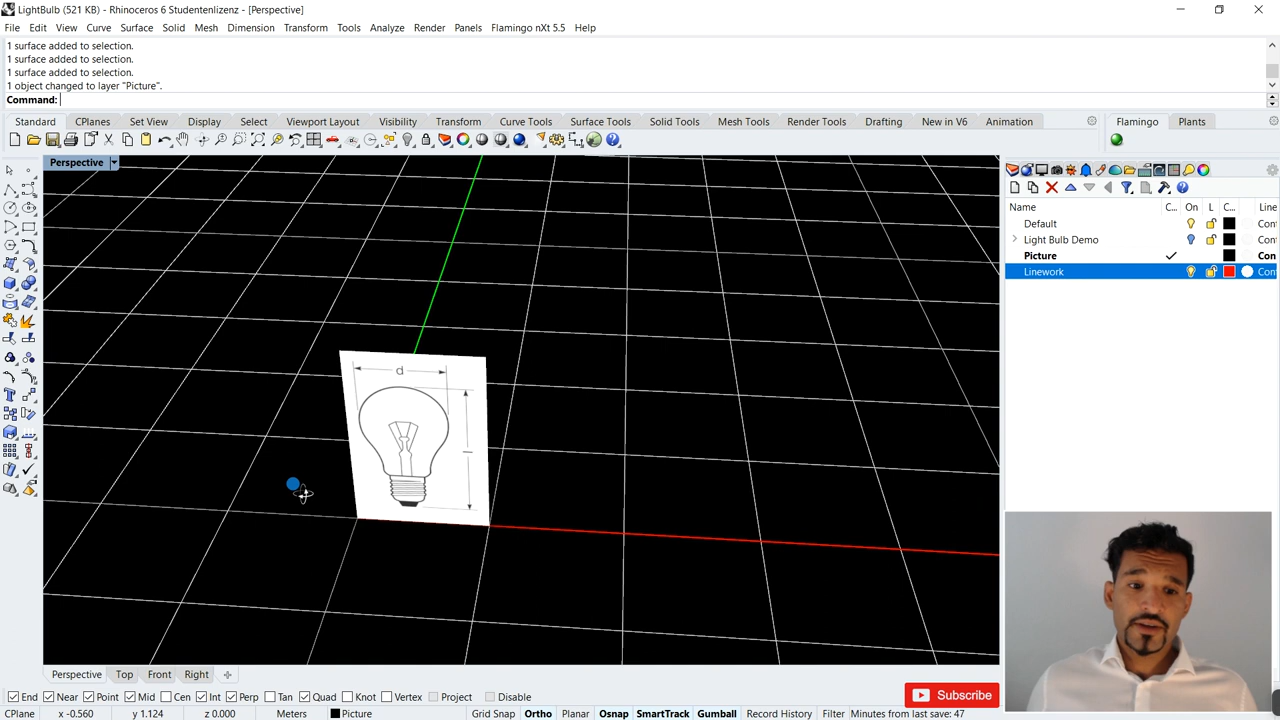 LightBulb (521 KB) - Rhinoceros 6 Studentenlizenz - [Perspective]
File Edit View Curve Surface Solid Mesh Dimension Transform Tools Analyze Render Panels Flamingo nXt 5.5 Help
1 surface added to selection.
1 surface added to selection.
1 surface added to selection.
1 object changed to layer "Picture".
Command:
Standard CPlanes Set View Display Select Viewport Layout Visibility Transform Curve Tools Surface Tools Solid Tools Mesh Tools Render Tools Drafting New in V6 Animation Flamingo Plants
Perspective
Name C... On L C... Line
Default Cont
Light Bulb Demo Cont
Picture Con
Linework Cont
d
l
Perspective Top Front Right
Subscribe
End Near Point Mid Cen Int Perp Tan Quad Knot Vertex Project Disable
CPlane x -0.560 y 1.124 z 0.000 Meters Picture Grid Snap Ortho Planar Osnap SmartTrack Gumball Record History Filter Minutes from last save: 47